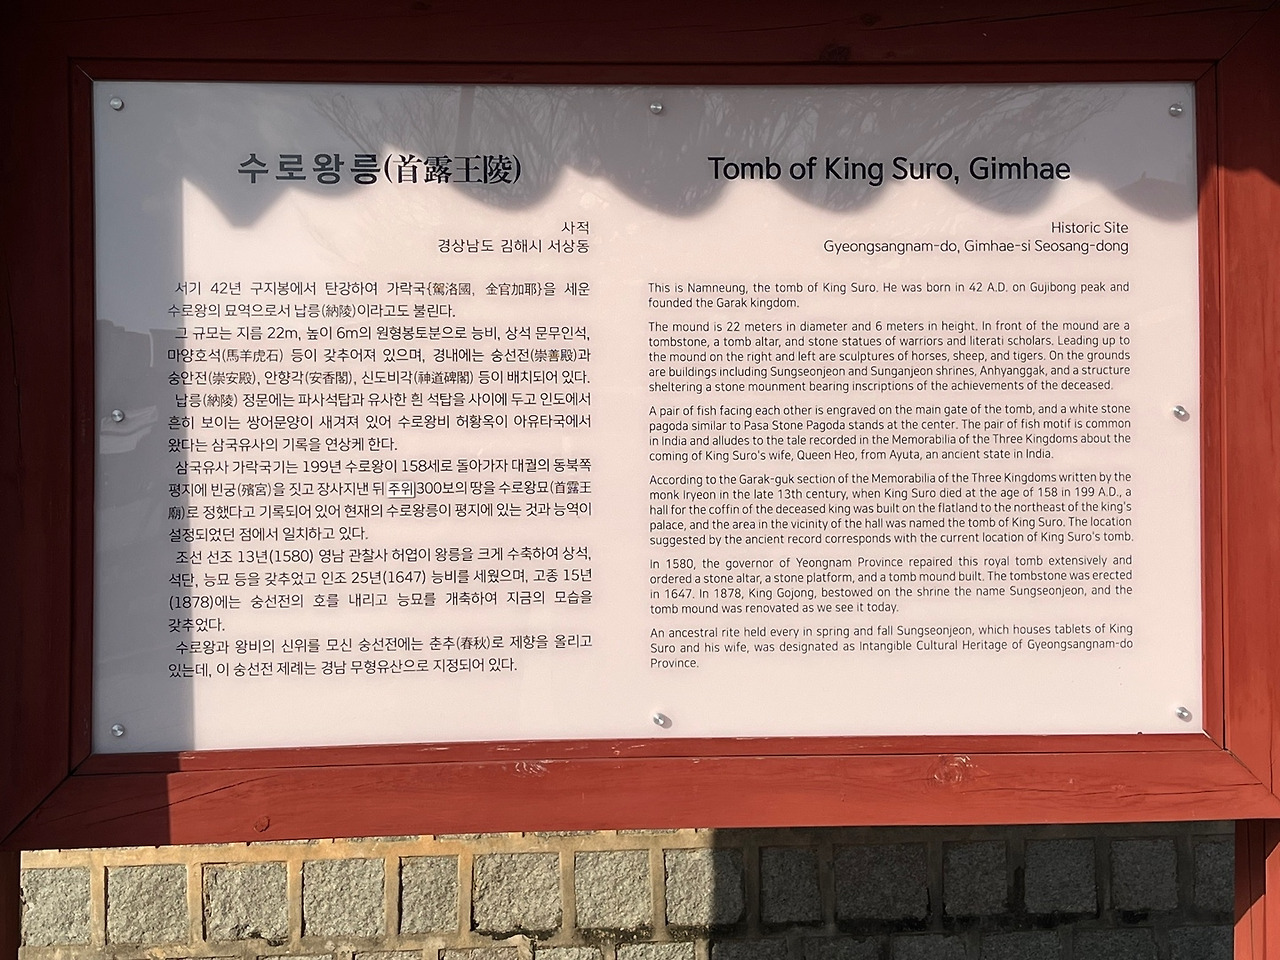 수로왕릉(首露王陵)
사적
경상남도 김해시 서상동
서기 42년 구지봉에서 탄강하여 가락국{駕洛國, 金官加耶}을 세운
수로왕의 묘역으로서 납릉(納陵)이라고도 불린다.
그 규모는 지름 22m, 높이 6m의 원형봉토분으로 능비, 상석 문무인석,
마양호석(馬羊虎石) 등이 갖추어져 있으며, 경내에는 숭선전(崇善殿)과
숭안전(崇安殿), 안향각(安香閣), 신도비각(神道碑閣) 등이 배치되어 있다.
납릉(納陵) 정문에는 파사석탑과 유사한 흰 석탑을 사이에 두고 인도에서
흔히 보이는 쌍어문양이 새겨져 있어 수로왕비 허황옥이 아유타국에서
왔다는 삼국유사의 기록을 연상케 한다.
삼국유사 가락국기는 199년 수로왕이 158세로 돌아가자 대궐의 동북쪽
평지에 빈궁(殯宮)을 짓고 장사지낸 뒤 주위300보의 땅을 수로왕묘(首露王
廟)로 정했다고 기록되어 있어 현재의 수로왕릉이 평지에 있는 것과 능역이
설정되었던 점에서 일치하고 있다.
조선 선조 13년(1580) 영남 관찰사 허엽이 왕릉을 크게 수축하여 상석,
석단, 능묘 등을 갖추었고 인조 25년(1647) 능비를 세웠으며, 고종 15년
(1878)에는 숭선전의 호를 내리고 능묘를 개축하여 지금의 모습을
갖추었다.
수로왕과 왕비의 신위를 모신 숭선전에는 춘추(春秋)로 제향을 올리고
있는데, 이 숭선전 제례는 경남 무형유산으로 지정되어 있다.
Tomb of King Suro, Gimhae
Historic Site
Gyeongsangnam-do, Gimhae-si Seosang-dong
This is Namneung, the tomb of King Suro. He was born in 42 A.D. on Gujibong peak and
founded the Garak kingdom.
The mound is 22 meters in diameter and 6 meters in height. In front of the mound are a
tombstone, a tomb altar, and stone statues of warriors and literati scholars. Leading up to
the mound on the right and left are sculptures of horses, sheep, and tigers. On the grounds
are buildings including Sungseonjeon and Sunganjeon shrines, Anhyanggak, and a structure
sheltering a stone mounment bearing inscriptions of the achievements of the deceased.
A pair of fish facing each other is engraved on the main gate of the tomb, and a white stone
pagoda similar to Pasa Stone Pagoda stands at the center. The pair of fish motif is common
in India and alludes to the tale recorded in the Memorabilia of the Three Kingdoms about the
coming of King Suro's wife, Queen Heo, from Ayuta, an ancient state in India.
According to the Garak-guk section of the Memorabilia of the Three Kingdoms written by the
monk Iryeon in the late 13th century, when King Suro died at the age of 158 in 199 A.D., a
hall for the coffin of the deceased king was built on the flatland to the northeast of the king's
palace, and the area in the vicinity of the hall was named the tomb of King Suro. The location
suggested by the ancient record corresponds with the current location of King Suro's tomb.
In 1580, the governor of Yeongnam Province repaired this royal tomb extensively and
ordered a stone altar, a stone platform, and a tomb mound built. The tombstone was erected
in 1647. In 1878, King Gojong, bestowed on the shrine the name Sungseonjeon, and the
tomb mound was renovated as we see it today.
An ancestral rite held every in spring and fall Sungseonjeon, which houses tablets of King
Suro and his wife, was designated as Intangible Cultural Heritage of Gyeongsangnam-do
Province.